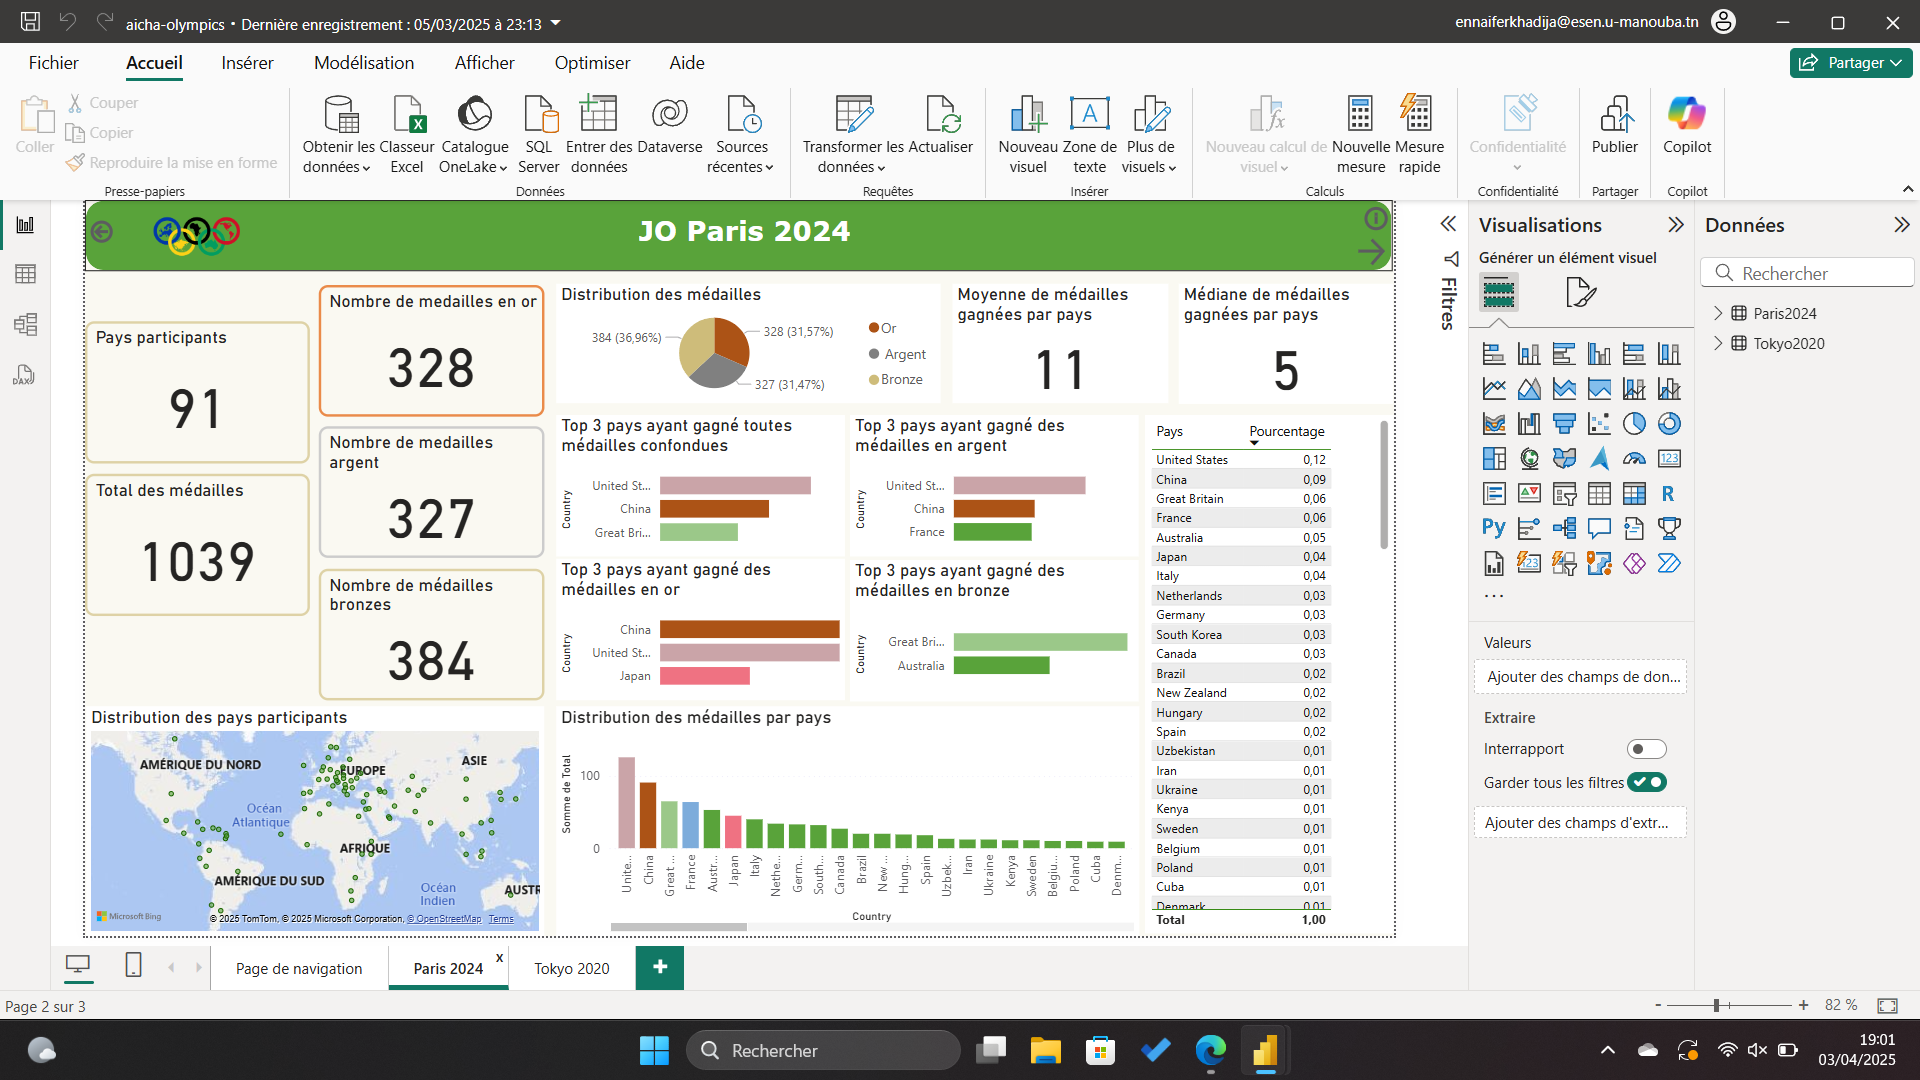 aicha-olympics • Dernière enregistrement : 05/03/2025 à 23:13
ennaiferkhadija@esen.u-manouba.tn
Fichier
Accueil
Insérer
Modélisation
Afficher
Optimiser
Aide
Partager
Coller
Couper
Copier
Reproduire la mise en forme
Presse-papiers
Obtenir les données
Classeur Excel
Catalogue OneLake
SQL Server
Entrer des données
Dataverse
Sources récentes
Données
Transformer les données
Actualiser
Requêtes
Nouveau visuel
Zone de texte
Plus de visuels
Insérer
Nouveau calcul de visuel
Nouvelle mesure
Mesure rapide
Calculs
Confidentialité
Confidentialité
Publier
Partager
Copilot
Copilot
JO Paris 2024
Pays participants
91
Total des médailles
1039
Nombre de medailles en or
328
Nombre de medailles
argent
327
Nombre de médailles
bronzes
384
Distribution des médailles
384 (36,96%)
328 (31,57%)
327 (31,47%)
Or
Argent
Bronze
Moyenne de médailles
gagnées par pays
11
Médiane de médailles
gagnées par pays
5
Top 3 pays ayant gagné toutes
médailles confondues
Country
United St...
China
Great Bri...
Top 3 pays ayant gagné des
médailles en argent
Country
United St...
China
France
Top 3 pays ayant gagné des
médailles en or
Country
China
United St...
Japan
Top 3 pays ayant gagné des
médailles en bronze
Country
Great Bri...
Australia
Pays Pourcentage
United States 0,12
China 0,09
Great Britain 0,06
France 0,06
Australia 0,05
Japan 0,04
Italy 0,04
Netherlands 0,03
Germany 0,03
South Korea 0,03
Canada 0,03
Brazil 0,02
New Zealand 0,02
Hungary 0,02
Spain 0,02
Uzbekistan 0,01
Iran 0,01
Ukraine 0,01
Kenya 0,01
Sweden 0,01
Belgium 0,01
Poland 0,01
Cuba 0,01
Denmark 0,01
Total 1,00
Distribution des pays participants
AMÉRIQUE DU NORD
EUROPE
ASIE
Océan
Atlantique
AFRIQUE
AMÉRIQUE DU SUD
Océan
Indien
AUSTR
Microsoft Bing
© 2025 TomTom, © 2025 Microsoft Corporation, © OpenStreetMap Terms
Distribution des médailles par pays
Somme de Total
100
0
Unite...
China
Great ...
France
Austr...
Japan
Italy
Nethe...
Germ...
South...
Canada
Brazil
New ...
Hung...
Spain
Uzbek...
Iran
Ukraine
Kenya
Sweden
Belgiu...
Poland
Cuba
Denm...
Country
Filtres
Visualisations
Générer un élément visuel
123
R
Py
123
...
Valeurs
Ajouter des champs de don...
Extraire
Interrapport
Garder tous les filtres
Ajouter des champs d'extr...
Données
Rechercher
Paris2024
Tokyo2020
DAX
Page de navigation
Paris 2024
x
Tokyo 2020
+
Page 2 sur 3
- + 82 %
Rechercher
19:01
03/04/2025